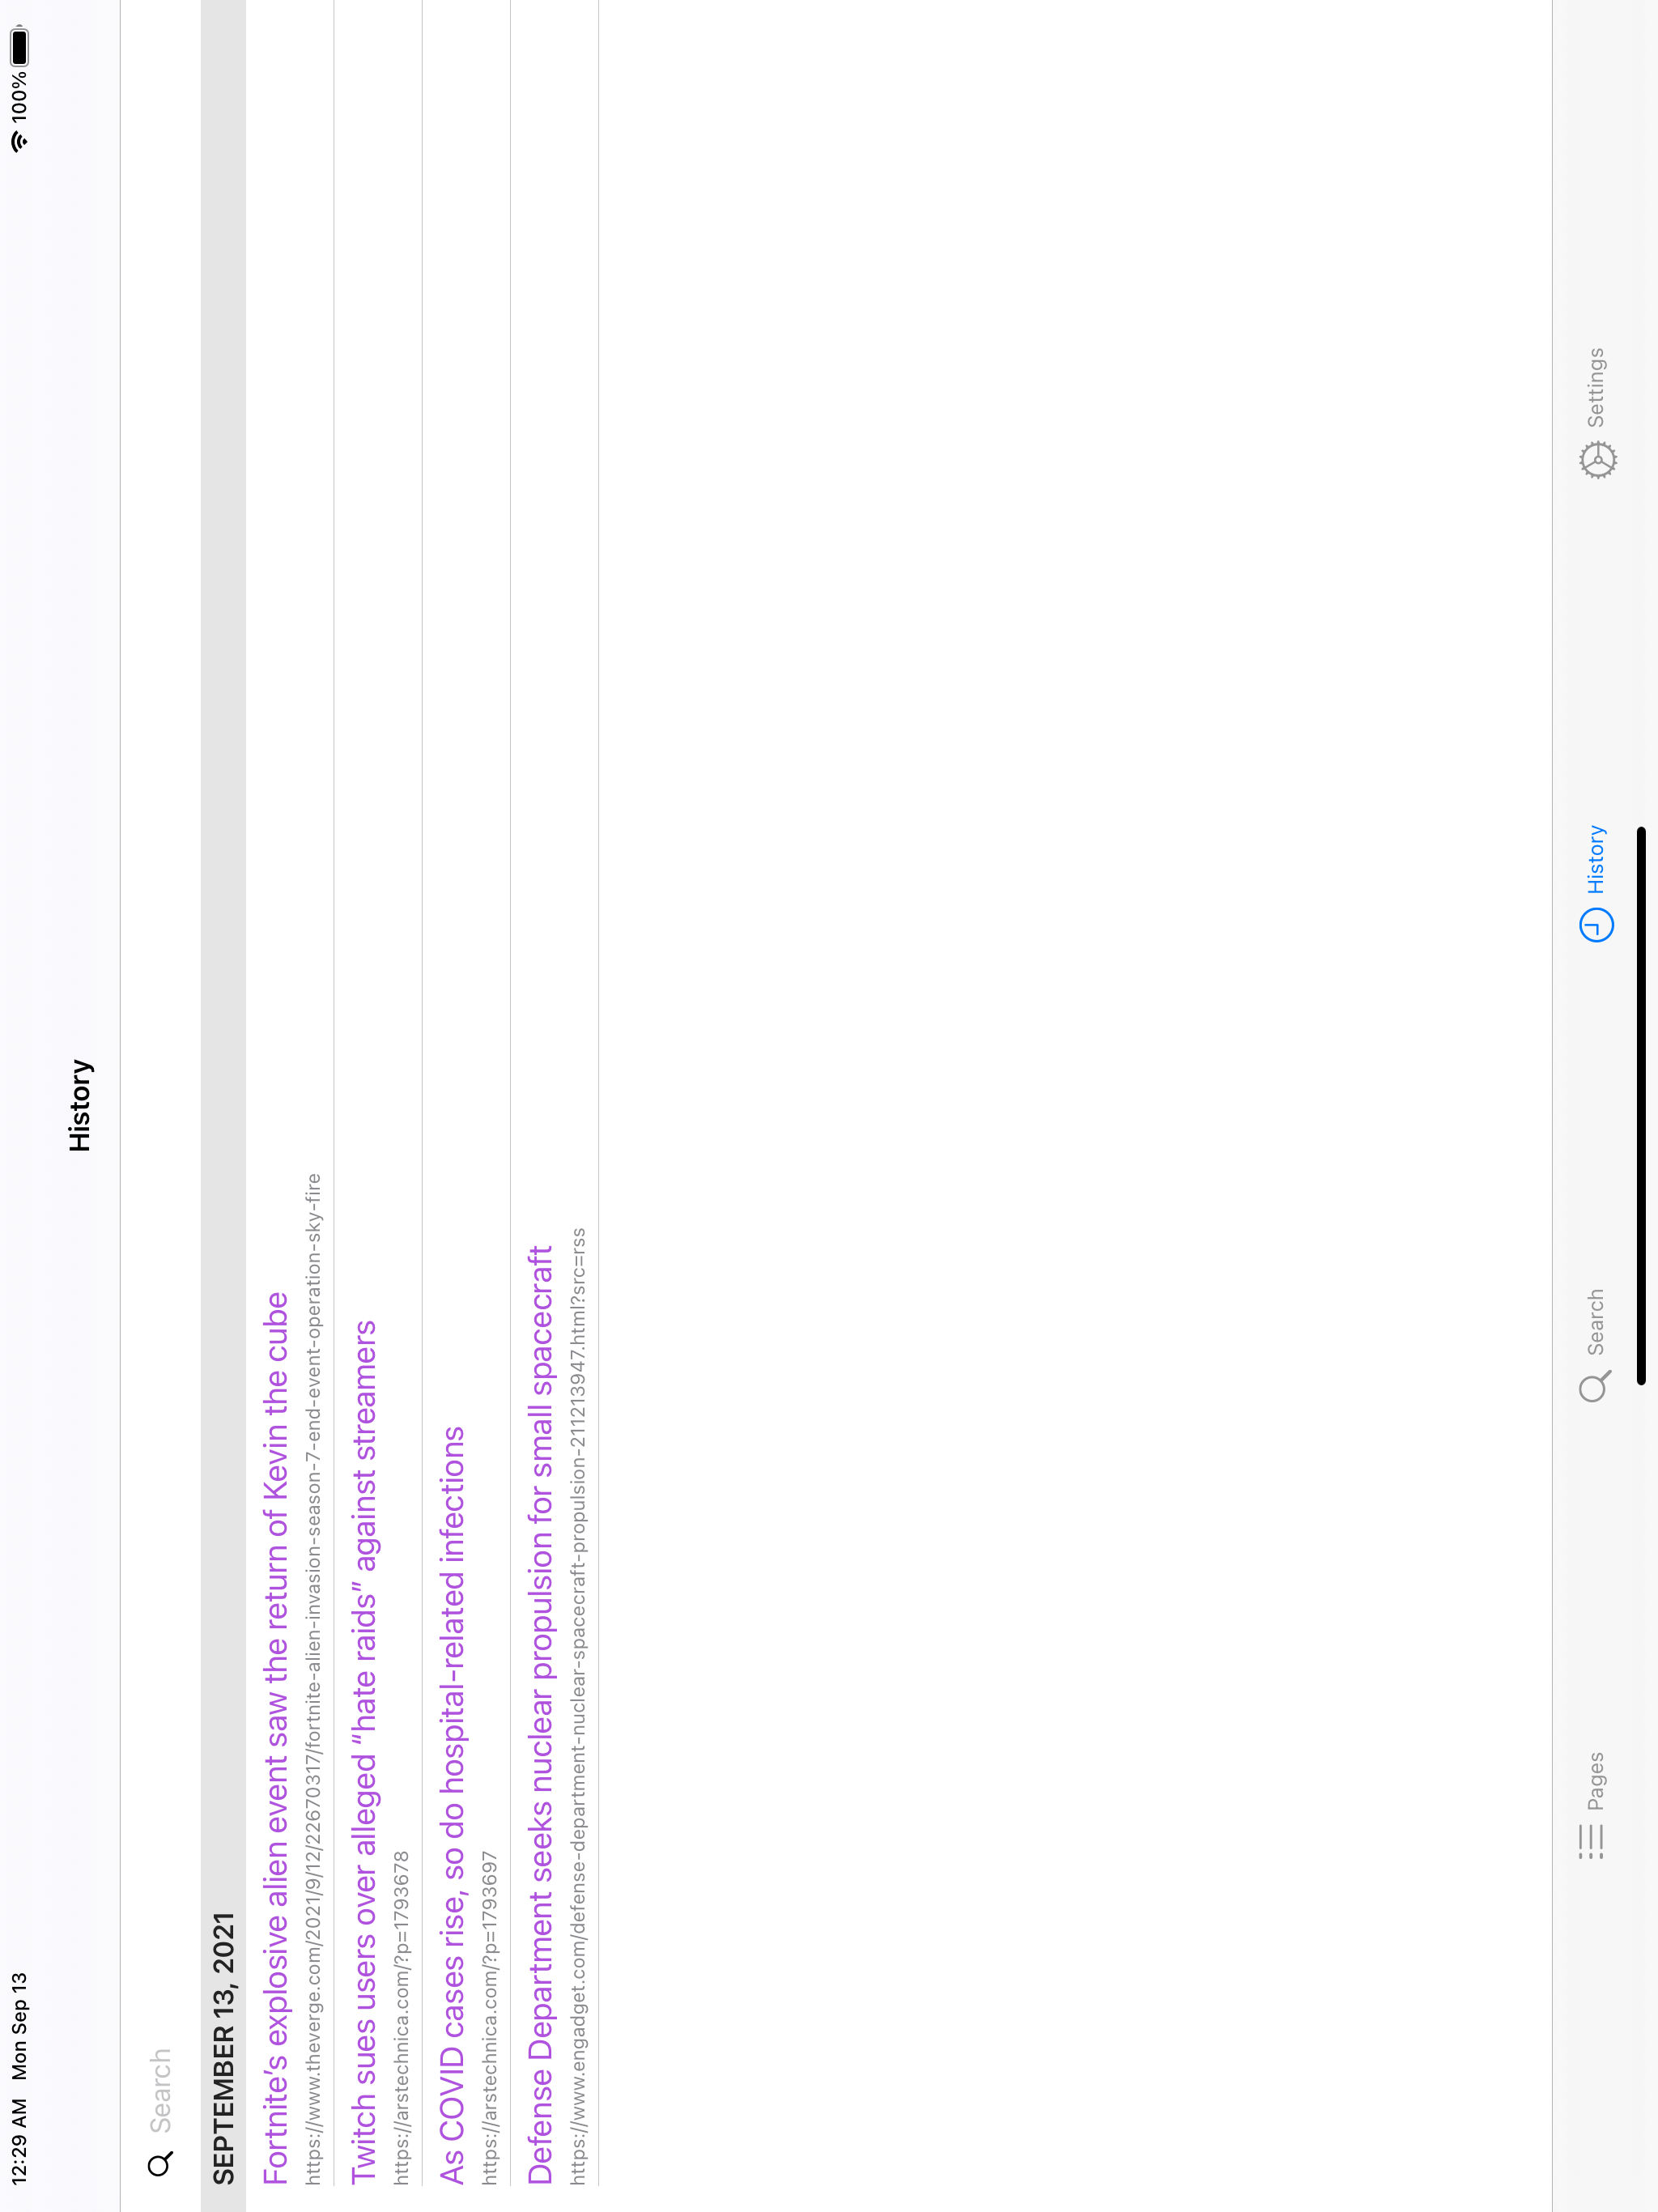 12:29 AM Mon Sep 13
100%
History
Search
SEPTEMBER 13, 2021
Fortnite’s explosive alien event saw the return of Kevin the cube
https://www.theverge.com/2021/9/12/22670317/fortnite-alien-invasion-season-7-end-event-operation-sky-fire
Twitch sues users over alleged “hate raids” against streamers
https://arstechnica.com/?p=1793678
As COVID cases rise, so do hospital-related infections
https://arstechnica.com/?p=1793697
Defense Department seeks nuclear propulsion for small spacecraft
https://www.engadget.com/defense-department-nuclear-spacecraft-propulsion-211213947.html?src=rss
Pages
Search
History
Settings